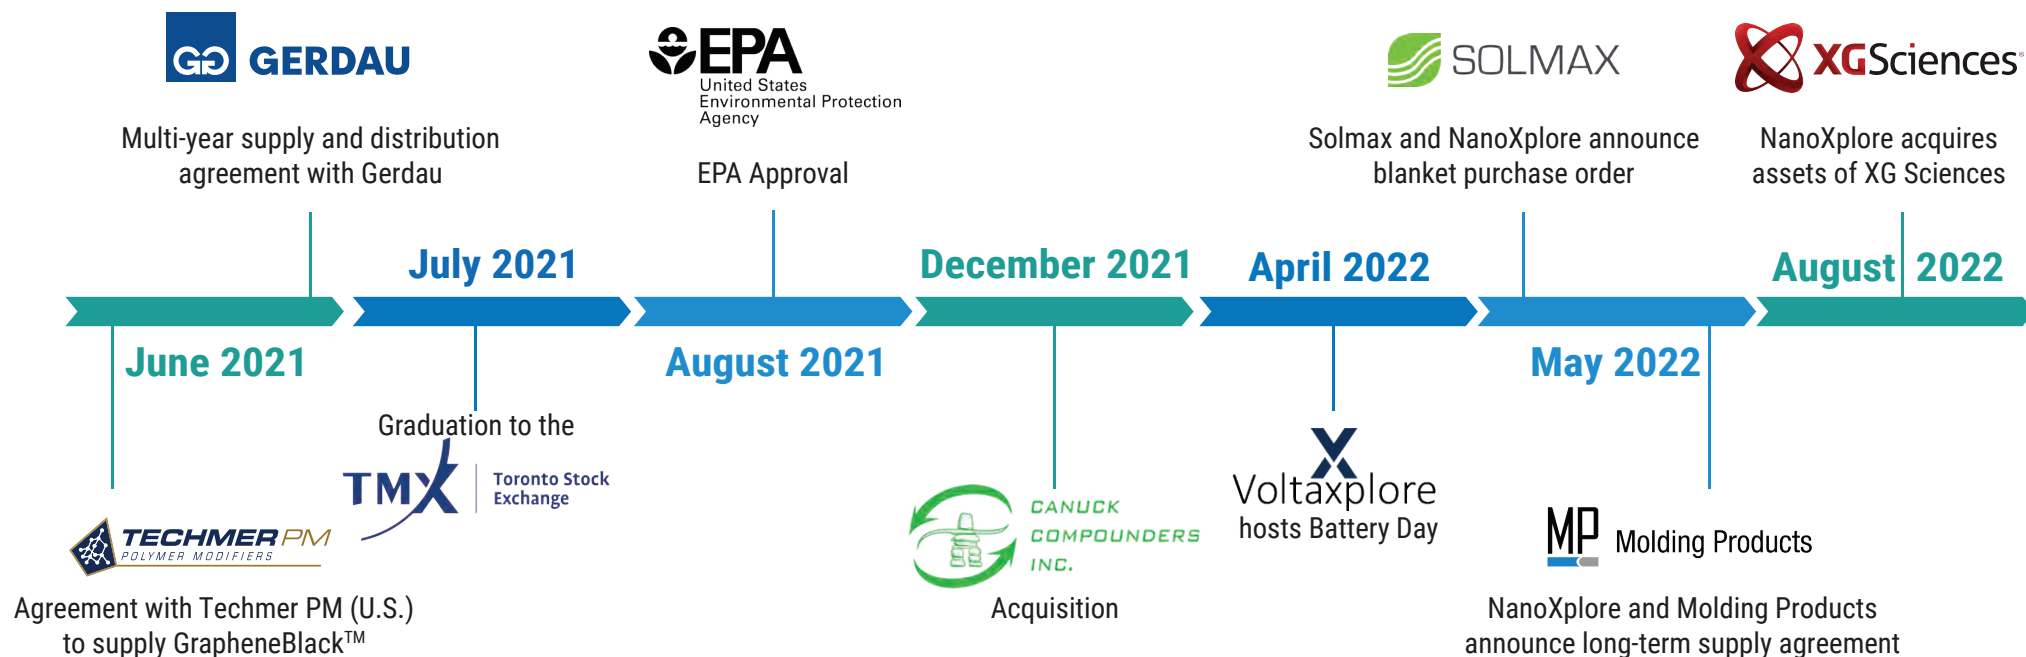 GERDAU
Multi-year supply and distribution
agreement with Gerdau
EPA
United States
Environmental Protection
Agency
EPA Approval
SOLMAX
Solmax and NanoXplore announce
blanket purchase order
XGSciences®
NanoXplore acquires
assets of XG Sciences
July 2021
December 2021
April 2022
August 2022
June 2021
August 2021
May 2022
TECHMER PM
POLYMER MODIFIERS
Agreement with Techmer PM (U.S.)
to supply GrapheneBlack™
Graduation to the
TMX
Toronto Stock
Exchange
CANUCK
COMPOUNDERS
INC.
Acquisition
Voltaxplore
hosts Battery Day
MP Molding Products
NanoXplore and Molding Products
announce long-term supply agreement